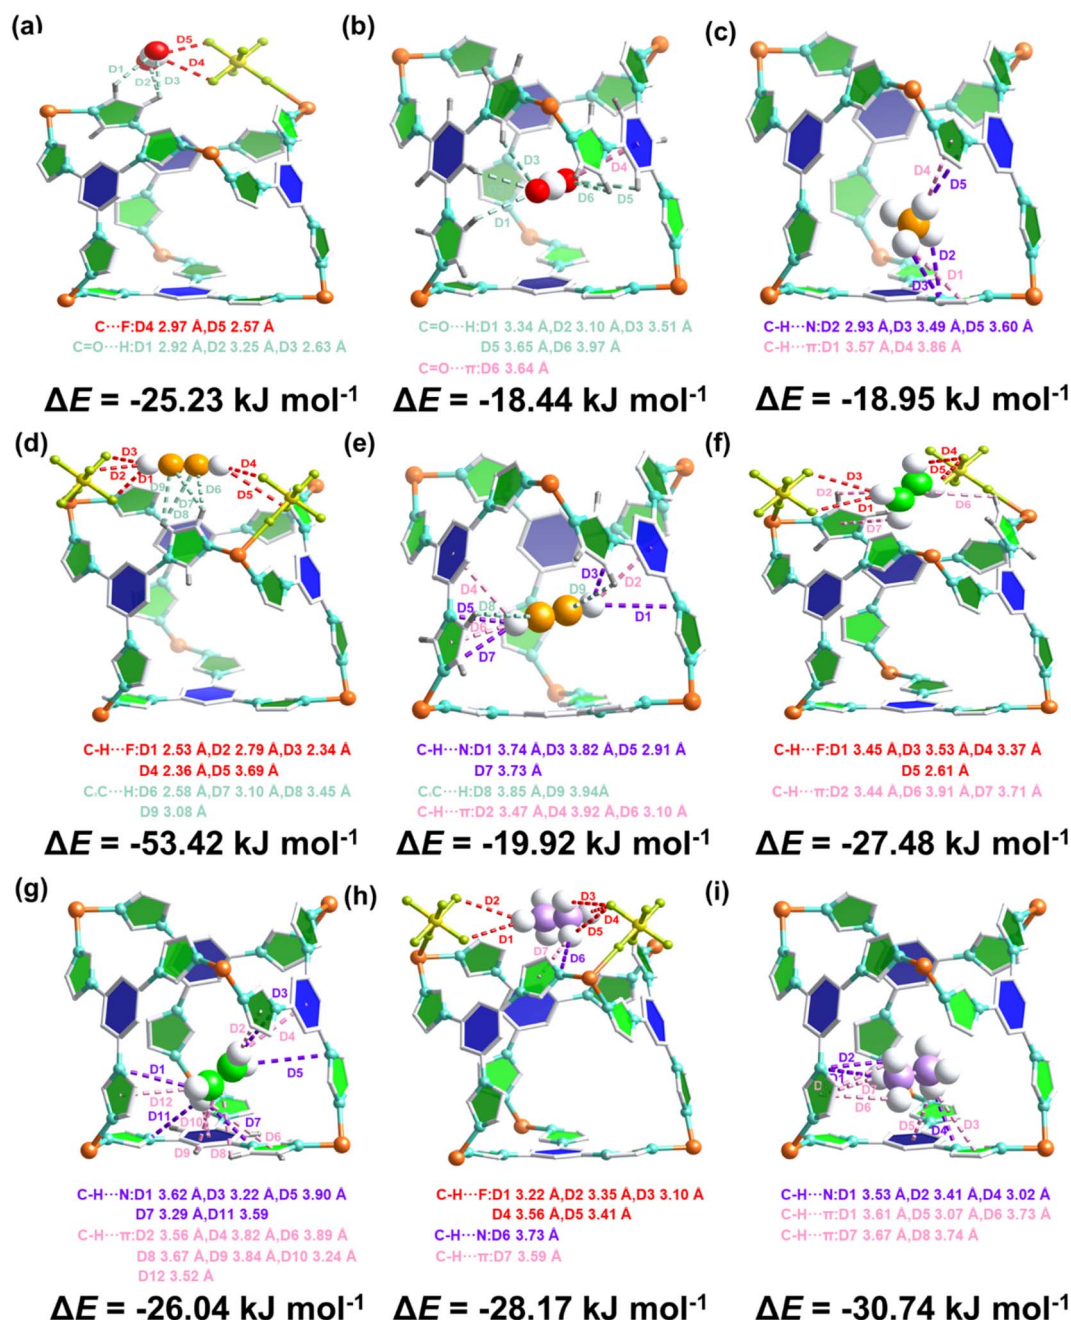 (a)
D5
D4
D1
D2
D3
C···F:D4 2.97 Å,D5 2.57 Å
C=O···H:D1 2.92 Å,D2 3.25 Å,D3 2.63 Å
ΔE = -25.23 kJ mol-1
(b)
D3
D4
D1
D6
D5
C=O···H:D1 3.34 Å,D2 3.10 Å,D3 3.51 Å
D5 3.65 Å,D6 3.97 Å
C=O···π:D6 3.64 Å
ΔE = -18.44 kJ mol-1
(c)
D4
D5
D2
D1
D3
C-H···N:D2 2.93 Å,D3 3.49 Å,D5 3.60 Å
C-H···π:D1 3.57 Å,D4 3.86 Å
ΔE = -18.95 kJ mol-1
(d)
D3
D2
D1
D4
D5
D9
D6
D7
D8
C-H···F:D1 2.53 Å,D2 2.79 Å,D3 2.34 Å
D4 2.36 Å,D5 3.69 Å
C.C···H:D6 2.58 Å,D7 3.10 Å,D8 3.45 Å
D9 3.08 Å
ΔE = -53.42 kJ mol-1
(e)
D3
D2
D4
D9
D5
D8
D1
D6
D7
C-H···N:D1 3.74 Å,D3 3.82 Å,D5 2.91 Å
D7 3.73 Å
C.C···H:D8 3.85 Å,D9 3.94Å
C-H···π:D2 3.47 Å,D4 3.92 Å,D6 3.10 Å
ΔE = -19.92 kJ mol-1
(f)
D4
D5
D3
D2
D1
D6
D7
C-H···F:D1 3.45 Å,D3 3.53 Å,D4 3.37 Å
D5 2.61 Å
C-H···π:D2 3.44 Å,D6 3.91 Å,D7 3.71 Å
ΔE = -27.48 kJ mol-1
(g)
D3
D2
D4
D1
D5
D12
D11
D10
D7
D6
D9
D8
C-H···N:D1 3.62 Å,D3 3.22 Å,D5 3.90 Å
D7 3.29 Å,D11 3.59
C-H···π:D2 3.56 Å,D4 3.82 Å,D6 3.89 Å
D8 3.67 Å,D9 3.84 Å,D10 3.24 Å
D12 3.52 Å
ΔE = -26.04 kJ mol-1
(h)
D2
D3
D4
D1
D5
D7
D6
C-H···F:D1 3.22 Å,D2 3.35 Å,D3 3.10 Å
D4 3.56 Å,D5 3.41 Å
C-H···N:D6 3.73 Å
C-H···π:D7 3.59 Å
ΔE = -28.17 kJ mol-1
(i)
D2
D1
D7
D6
D5
D4
D3
C-H···N:D1 3.53 Å,D2 3.41 Å,D4 3.02 Å
C-H···π:D1 3.61 Å,D5 3.07 Å,D6 3.73 Å
C-H···π:D7 3.67 Å,D8 3.74 Å
ΔE = -30.74 kJ mol-1